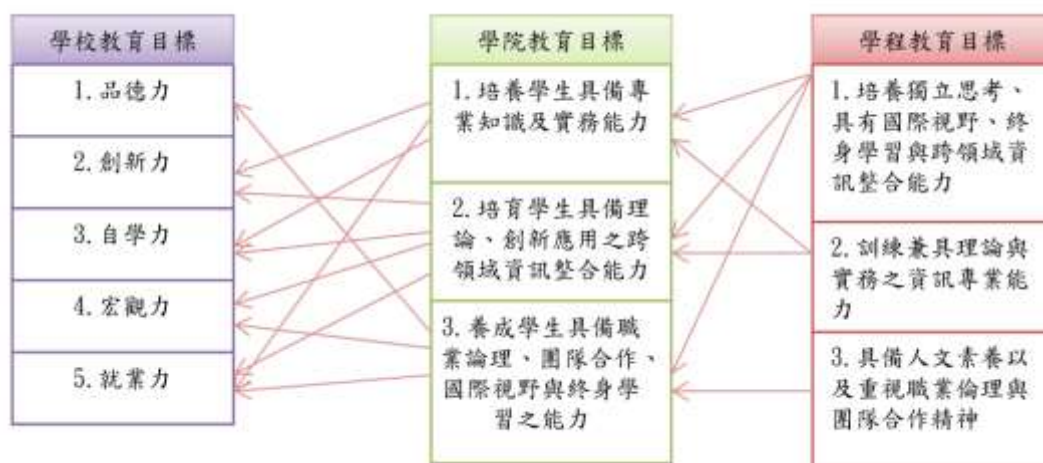 學校教育目標
1.品德力
2.創新力
3.自學力
4.宏觀力
5.就業力
學院教育目標
1.培養學生具備專
業知識及實務能力
2.培育學生具備理
論、創新應用之跨
領域資訊整合能力
3.養成學生具備職
業論理、團隊合作、
國際視野與終身學
習之能力
學程教育目標
1.培養獨立思考、
具有國際視野、終
身學習與跨領域資
訊整合能力
2.訓練兼具理論與
實務之資訊專業能
力
3.具備人文素養以
及重視職業倫理與
團隊合作精神